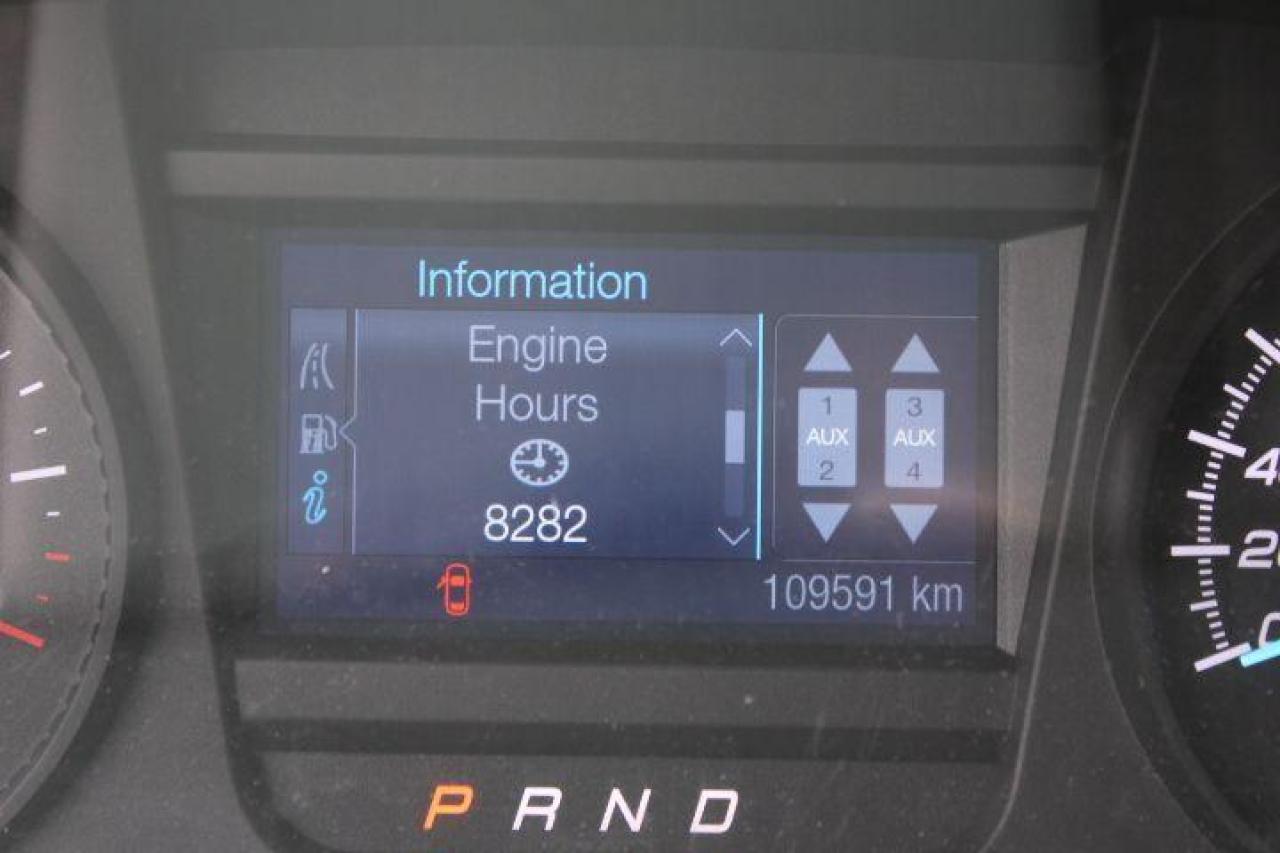 Information
Engine
Hours
8282
1 3
AUX AUX
2 4
109591 km
P R N D